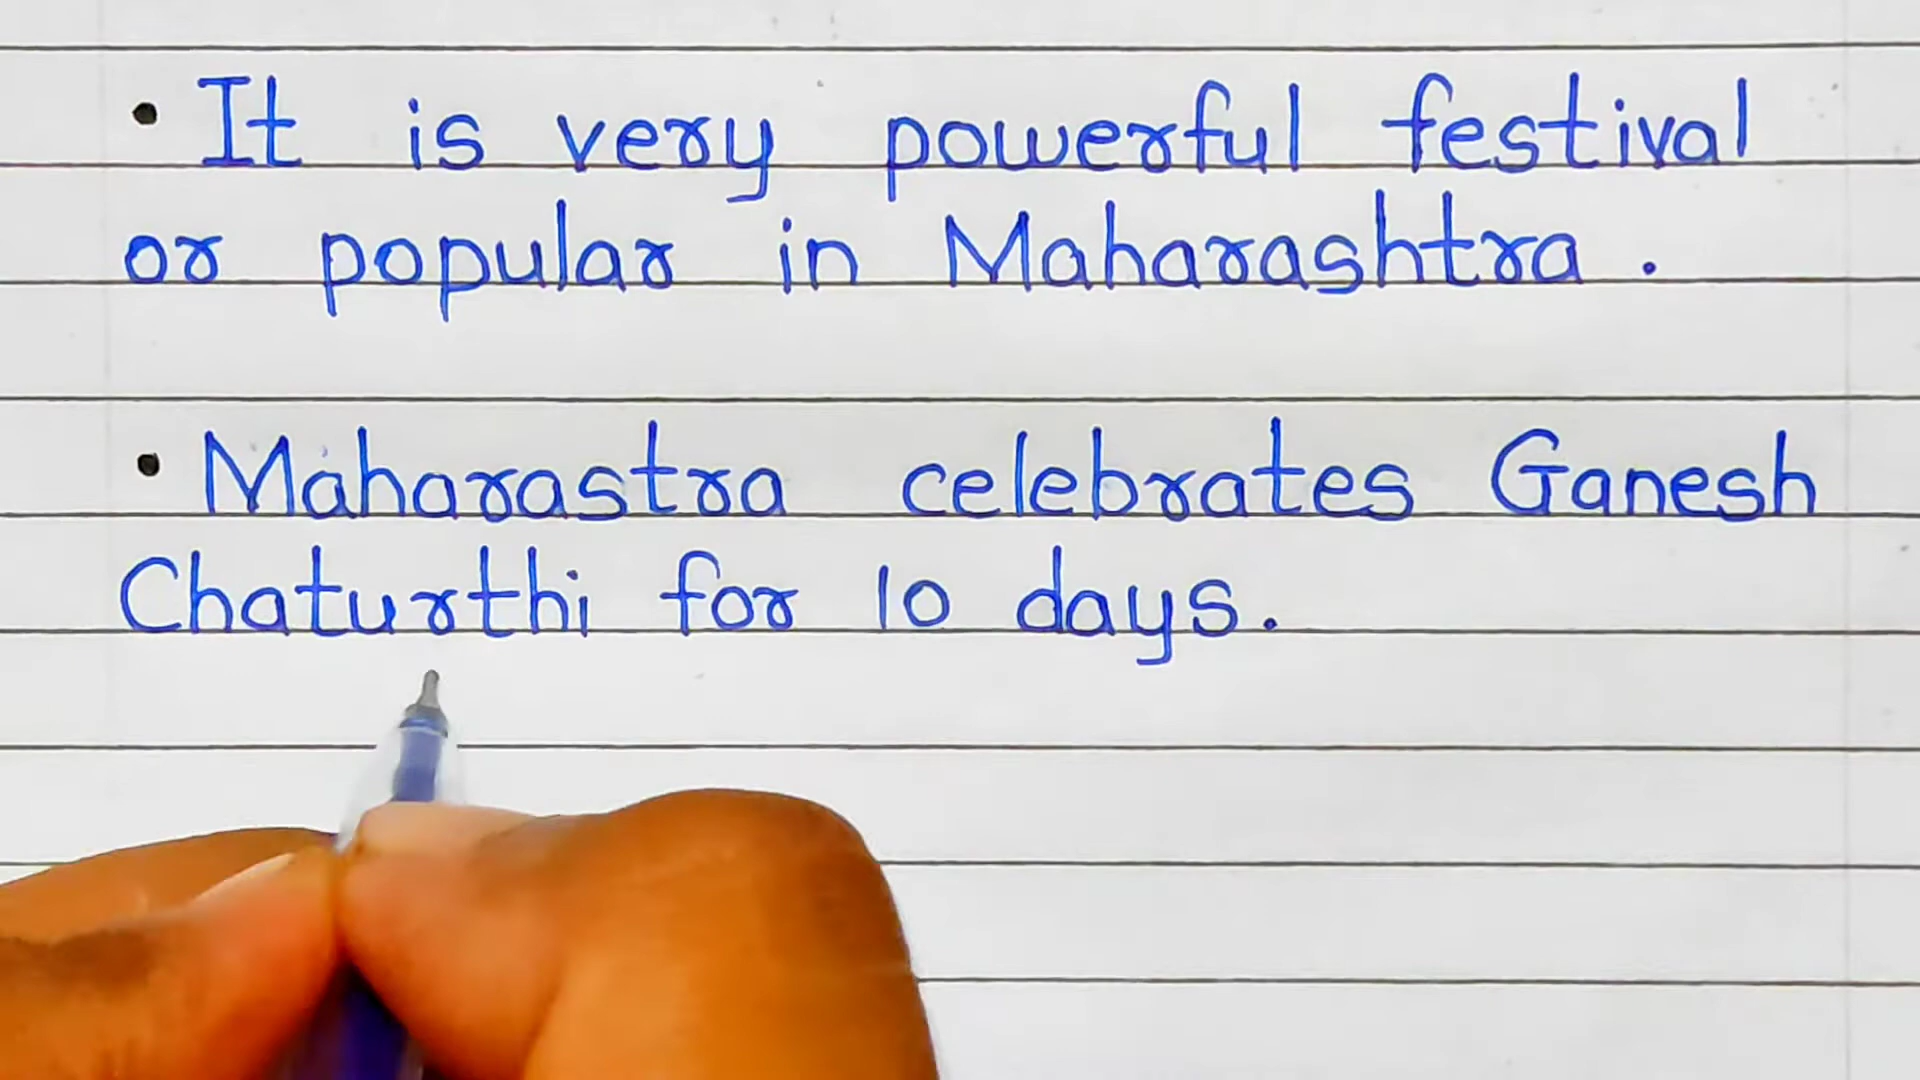 • It is very powerful festival
or popular in Maharashtra .
• Maharastra celebrates Ganesh
Chaturthi for 10 days.